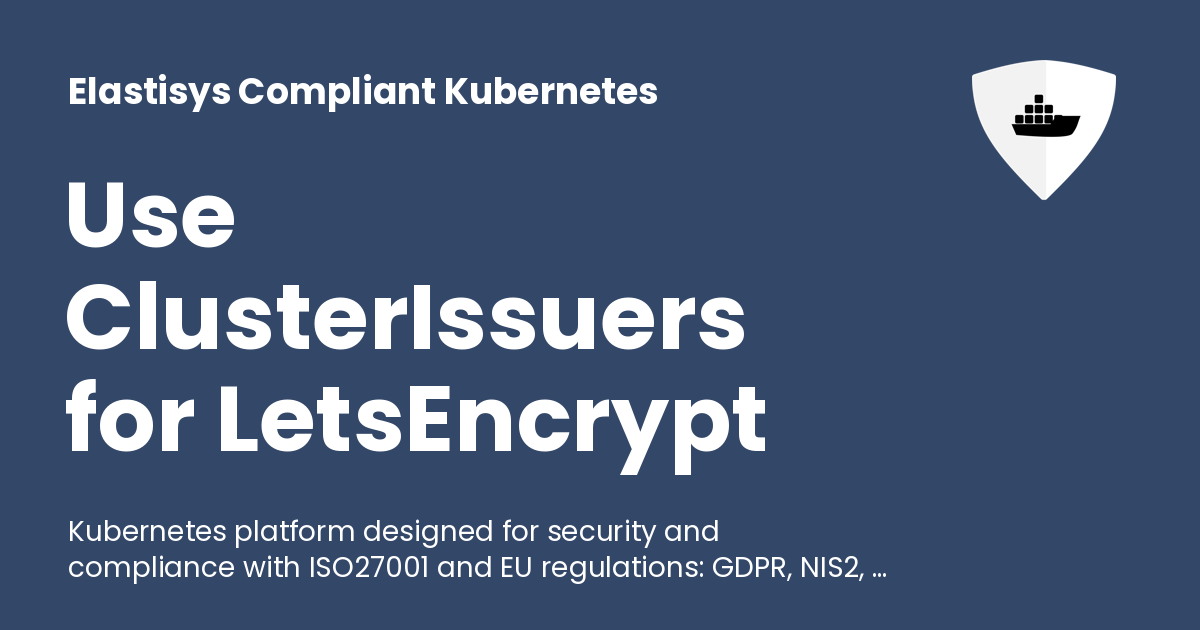 Elastisys Compliant Kubernetes
Use
ClusterIssuers
for LetsEncrypt
Kubernetes platform designed for security and
compliance with ISO27001 and EU regulations: GDPR, NIS2, ...